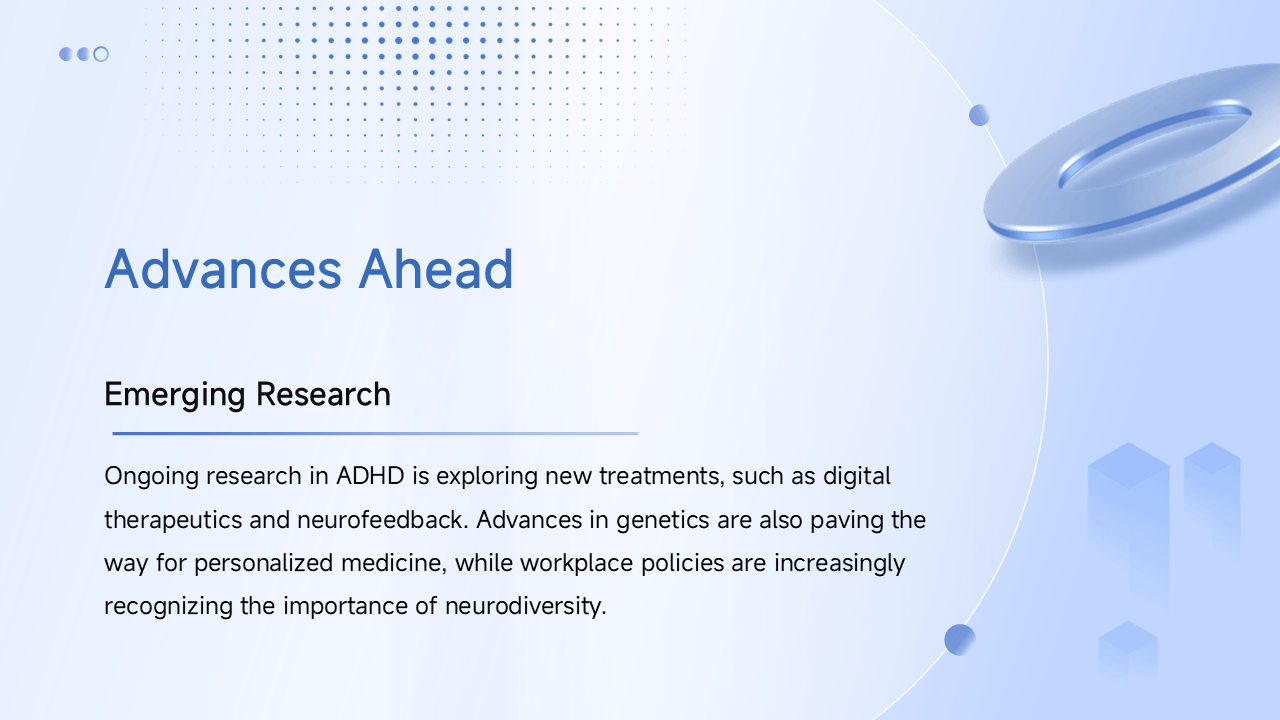 Advances Ahead
Emerging Research
Ongoing research in ADHD is exploring new treatments, such as digital
therapeutics and neurofeedback. Advances in genetics are also paving the
way for personalized medicine, while workplace policies are increasingly
recognizing the importance of neurodiversity.